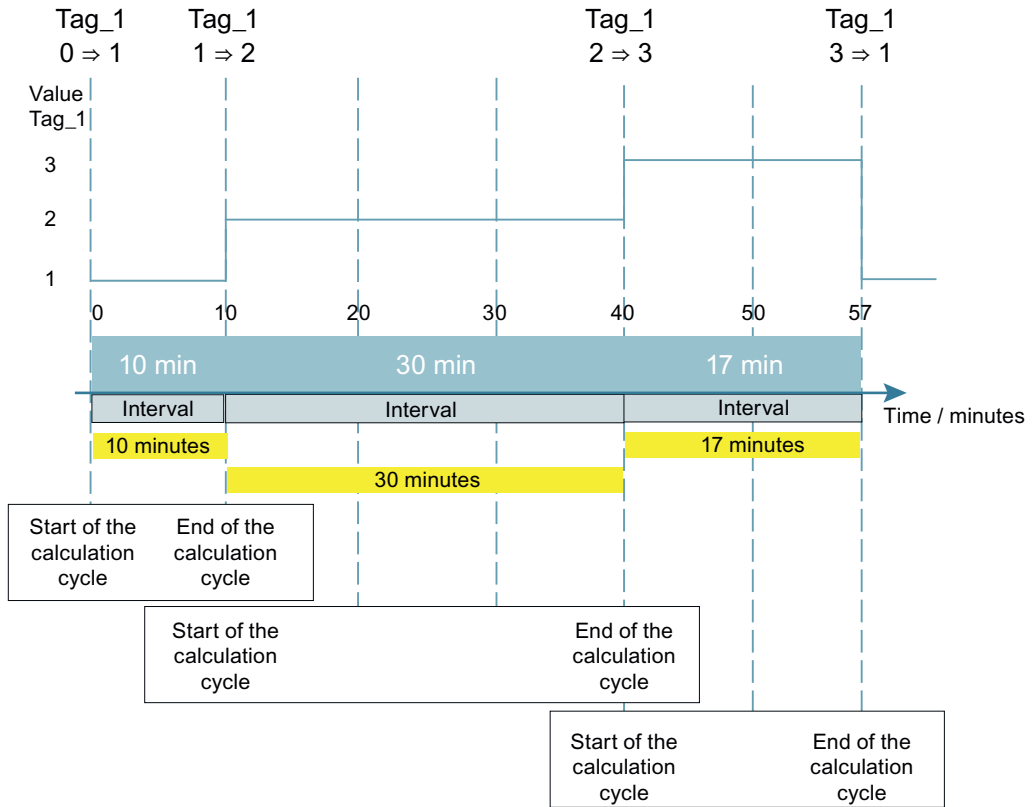 Tag_1 Tag_1 Tag_1 Tag_1
0 ⇒ 1 1 ⇒ 2 2 ⇒ 3 3 ⇒ 1
Value
Tag_1
3
2
1
0 10 20 30 40 50 57
10 min 30 min 17 min
Interval Interval Interval
Time / minutes
10 minutes 17 minutes
30 minutes
Start of the End of the
calculation calculation
cycle cycle
Start of the End of the
calculation calculation
cycle cycle
Start of the End of the
calculation calculation
cycle cycle